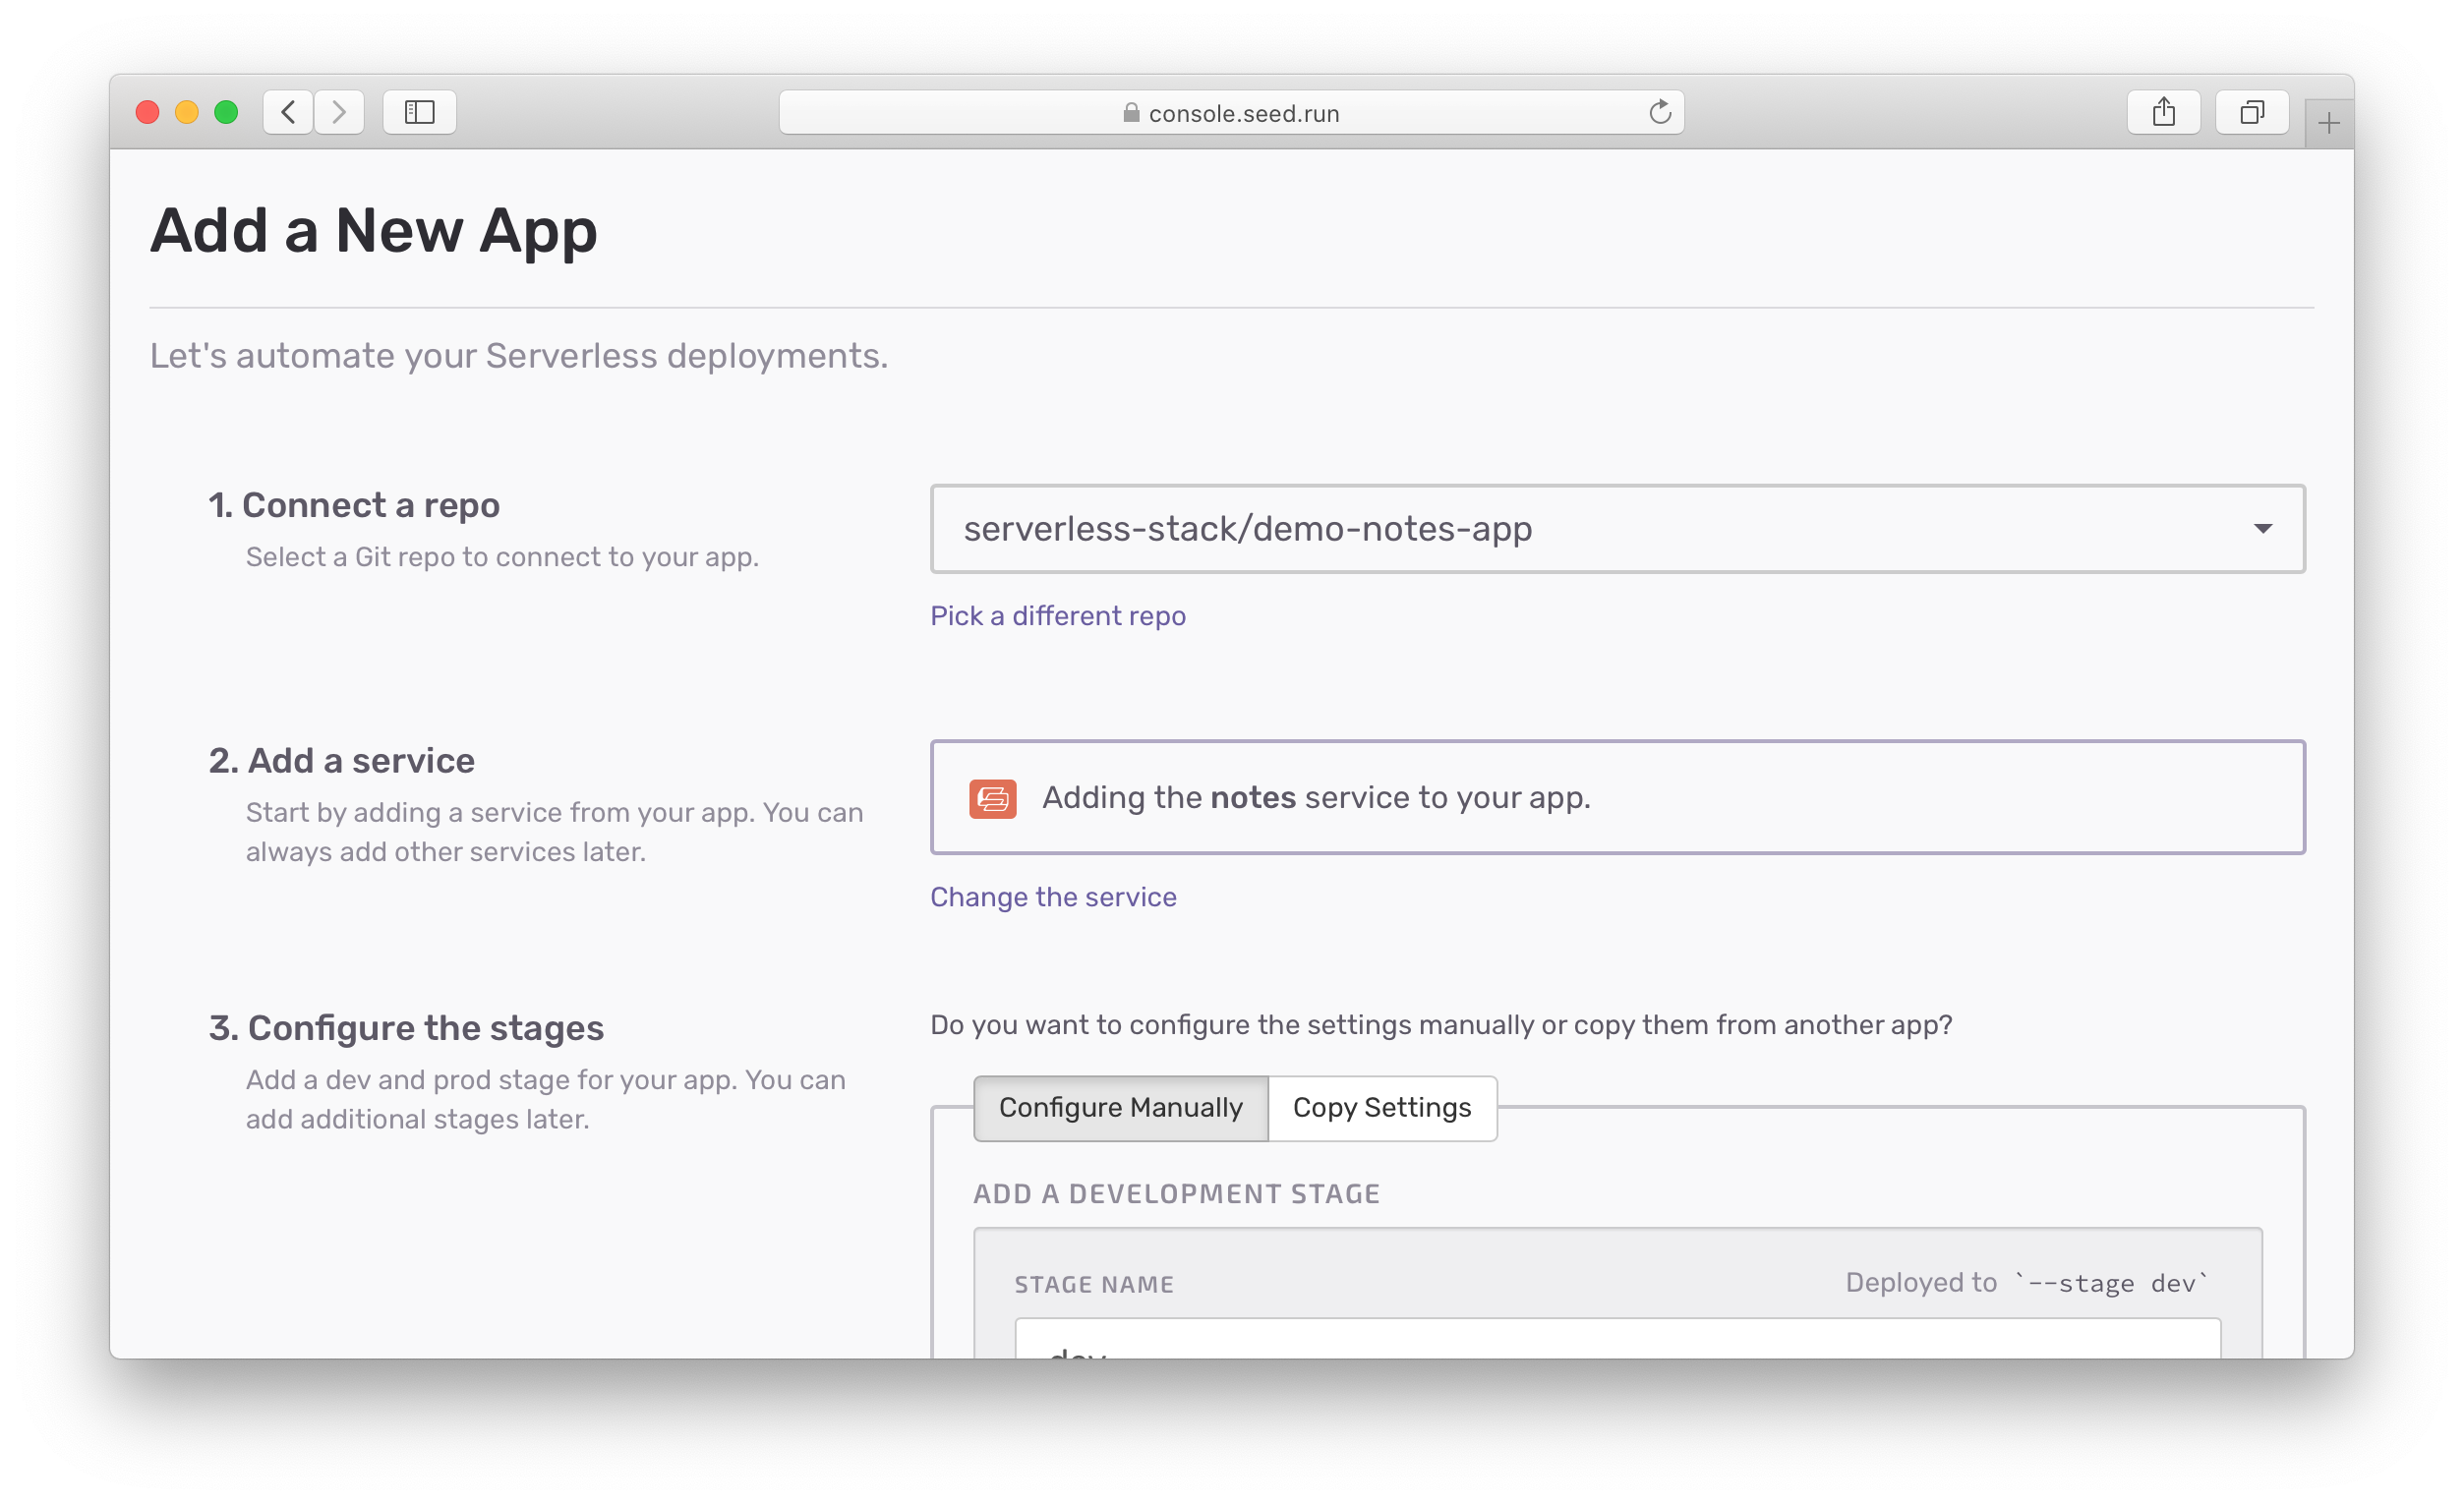 console.seed.run
Add a New App
Let's automate your Serverless deployments.
1. Connect a repo
Select a Git repo to connect to your app.
serverless-stack/demo-notes-app
Pick a different repo
2. Add a service
Start by adding a service from your app. You can
always add other services later.
Adding the notes service to your app.
Change the service
3. Configure the stages
Add a dev and prod stage for your app. You can
add additional stages later.
Do you want to configure the settings manually or copy them from another app?
Configure Manually
Copy Settings
ADD A DEVELOPMENT STAGE
STAGE NAME
Deployed to `--stage dev`
dev